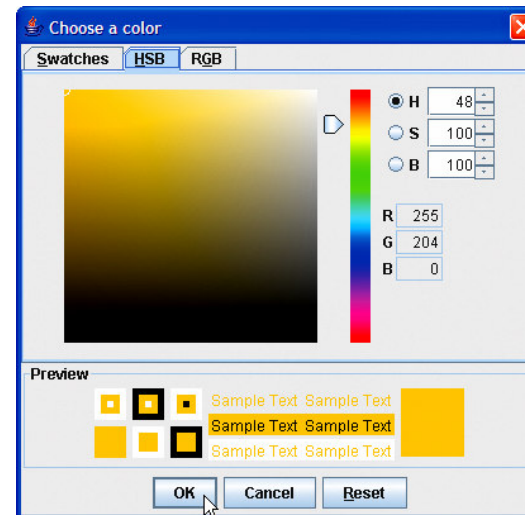 Choose a color
Swatches HSB RGB
H 48
S 100
B 100
R 255
G 204
B 0
Preview
Sample Text Sample Text
Sample Text Sample Text
Sample Text Sample Text
OK Cancel Reset